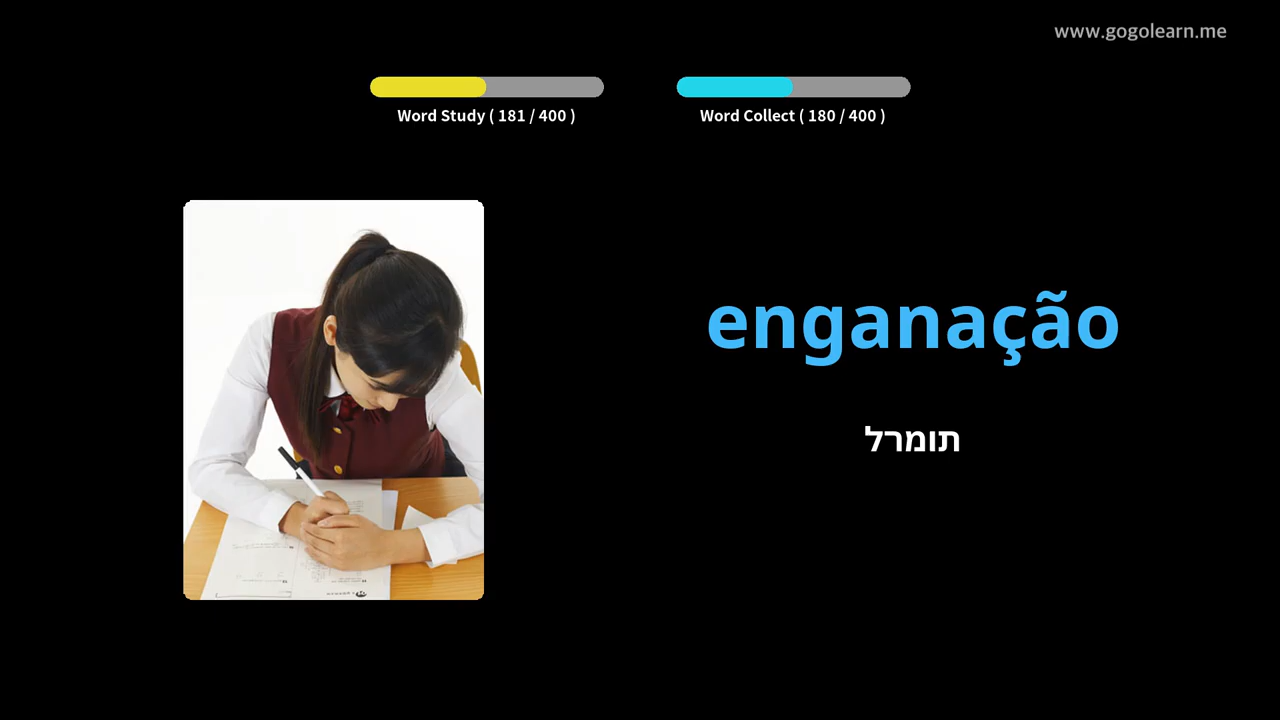 www.gogolearn.me
Word Study ( 181 / 400 )
Word Collect ( 180 / 400 )
enganação
תומרל